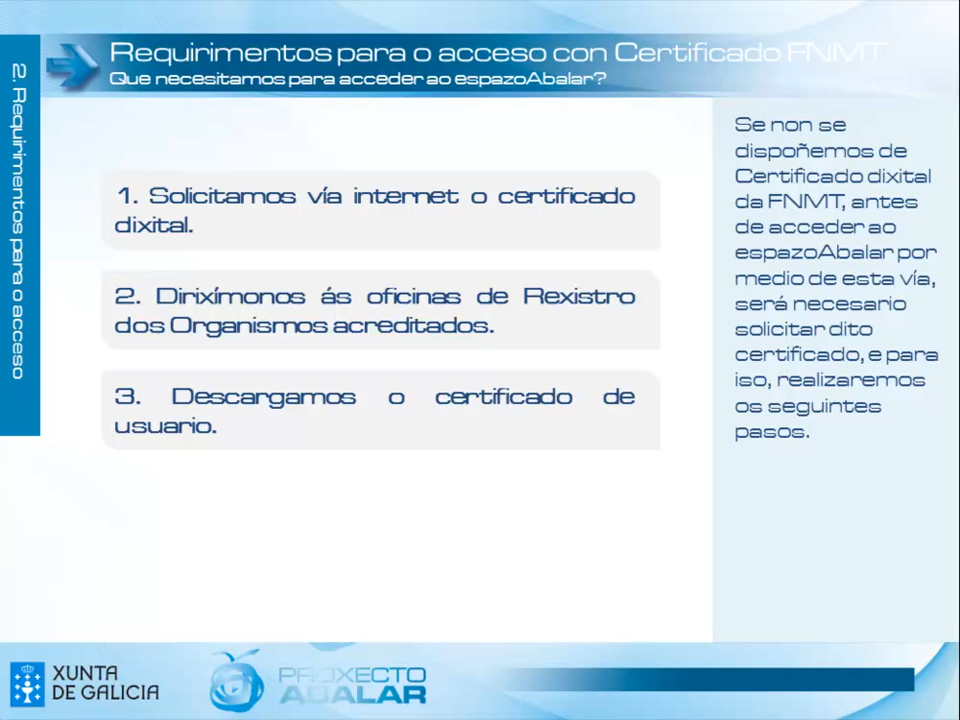 Requirimentos para o acceso con Certificado FNMT
Que necesitamos para acceder ao espazoAbalar?
2. Requirimentos para o acceso
1. Solicitamos vía internet o certificado
dixital.
2. Dirixímonos ás oficinas de Rexistro
dos Organismos acreditados.
3. Descargamos o certificado de
usuario.
Se non se
dispoñemos de
Certificado dixital
da FNMT, antes
de acceder ao
espazoAbalar por
medio de esta vía,
será necesario
solicitar dito
certificado, e para
iso, realizaremos
os seguintes
pasos.
XUNTA
DE GALICIA
PROXECTO
ABALAR